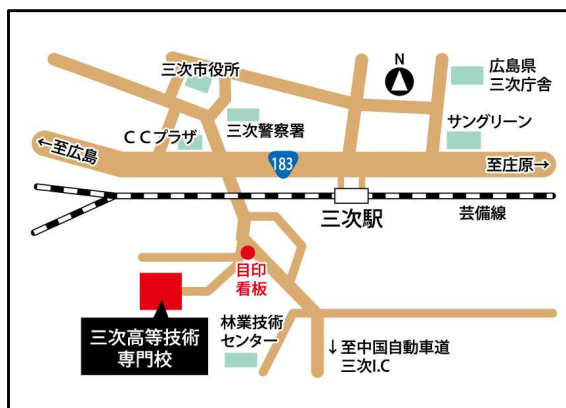 N
三次市役所
広島県
三次庁舎
CCプラザ
三次警察署
サングリーン
←至広島
183
至庄原→
三次駅
芸備線
目印
看板
三次高等技術
専門校
林業技術
センター
↓至中国自動車道
三次I.C